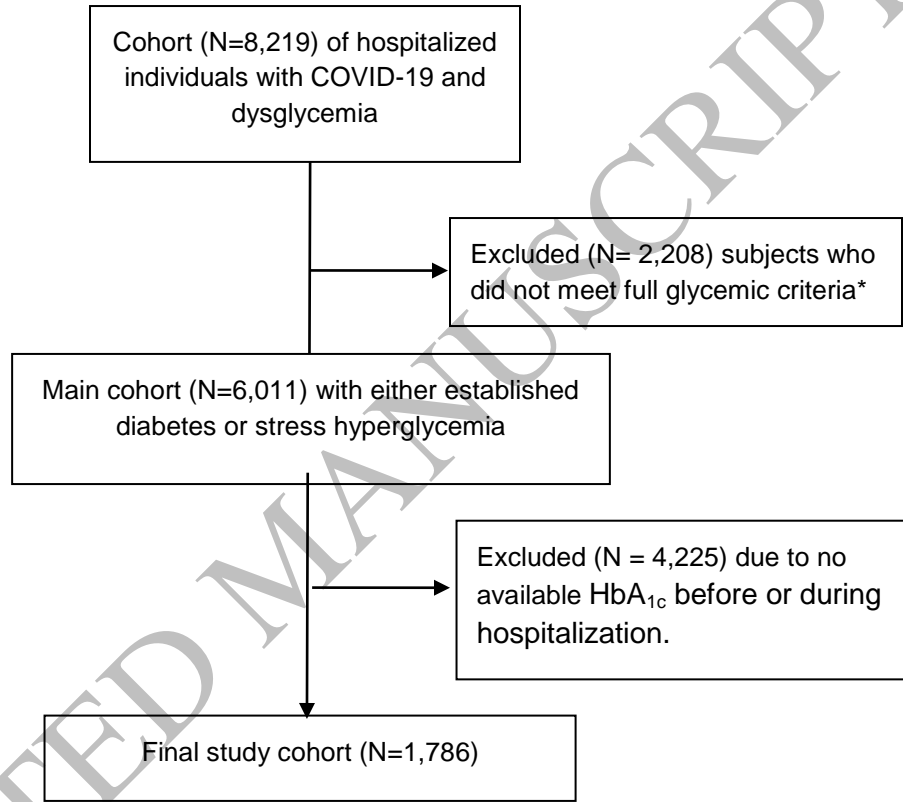 Cohort (N=8,219) of hospitalized
individuals with COVID-19 and
dysglycemia
Excluded (N= 2,208) subjects who
did not meet full glycemic criteria*
Main cohort (N=6,011) with either established
diabetes or stress hyperglycemia
Excluded (N = 4,225) due to no
available HbA₁c before or during
hospitalization.
Final study cohort (N=1,786)
TED MANUSCRIPT